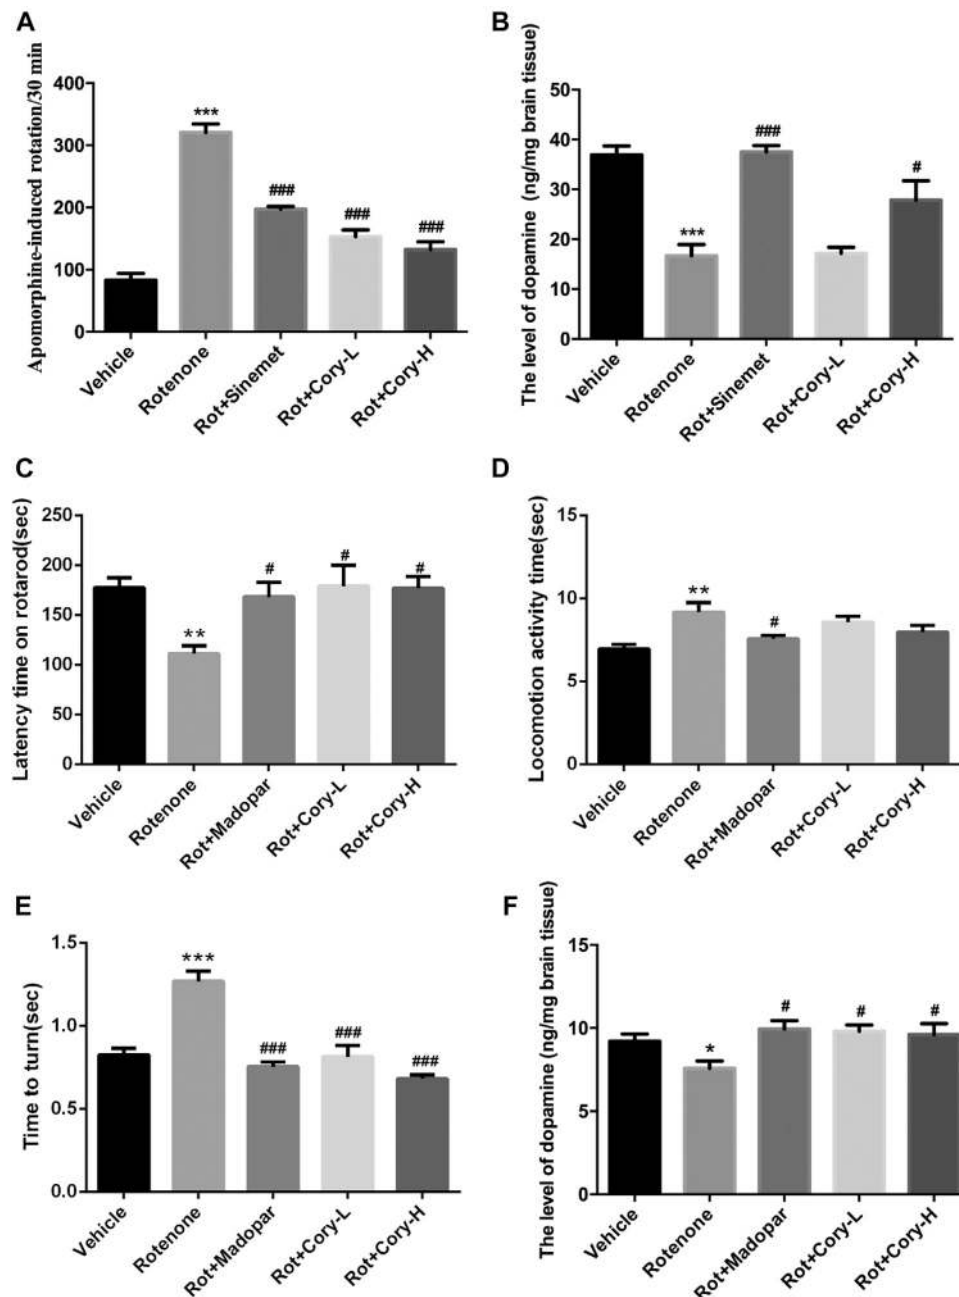 A
Apomorphine-induced rotation/30 min
400
300
200
100
0
***
###
###
###
Vehicle
Rotenone
Rot+Sinemet
Rot+Cory-L
Rot+Cory-H
B
The level of dopamine (ng/mg brain tissue)
50
40
30
20
10
0
***
###
#
Vehicle
Rotenone
Rot+Sinemet
Rot+Cory-L
Rot+Cory-H
C
Latency time on rotarod(sec)
250
200
150
100
50
0
**
#
#
#
Vehicle
Rotenone
Rot+Madopar
Rot+Cory-L
Rot+Cory-H
D
Locomotion activity time(sec)
15
10
5
0
**
#
Vehicle
Rotenone
Rot+Madopar
Rot+Cory-L
Rot+Cory-H
E
Time to turn(sec)
1.5
1.0
0.5
0.0
***
###
###
###
Vehicle
Rotenone
Rot+Madopar
Rot+Cory-L
Rot+Cory-H
F
The level of dopamine (ng/mg brain tissue)
15
10
5
0
*
#
#
#
Vehicle
Rotenone
Rot+Madopar
Rot+Cory-L
Rot+Cory-H